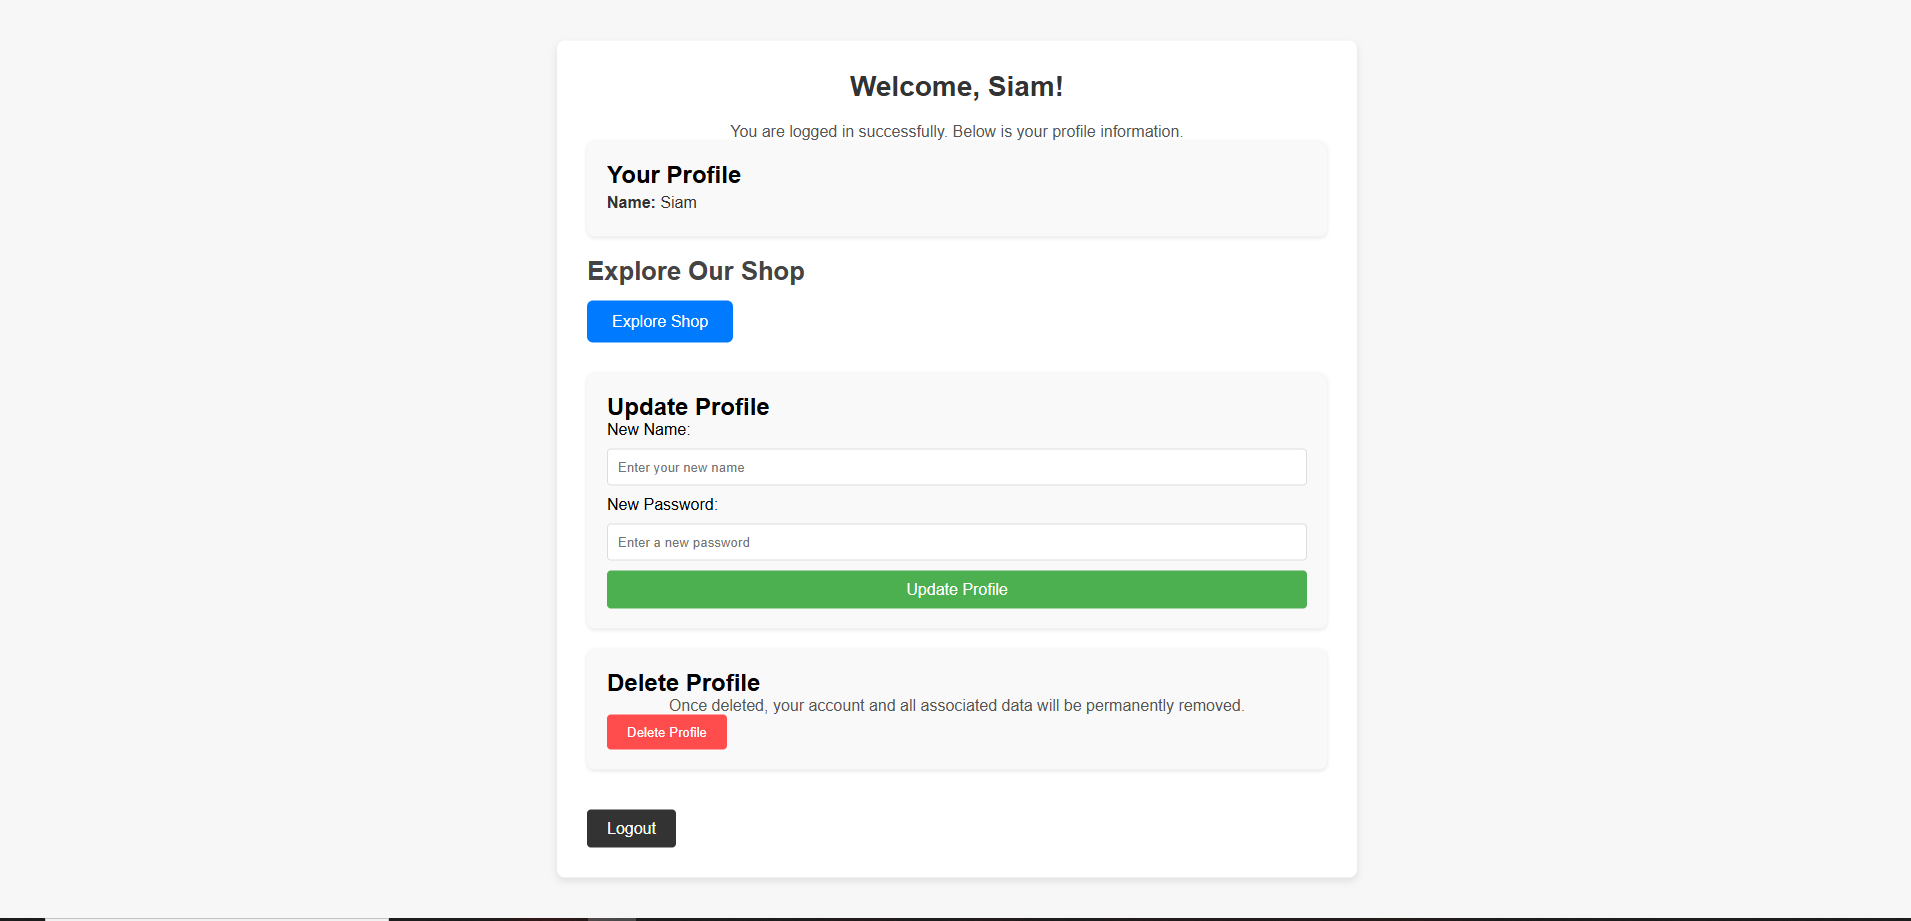 Welcome, Siam!
You are logged in successfully. Below is your profile information.
Your Profile
Name: Siam
Explore Our Shop
Explore Shop
Update Profile
New Name:
Enter your new name
New Password:
Enter a new password
Update Profile
Delete Profile
Once deleted, your account and all associated data will be permanently removed.
Delete Profile
Logout